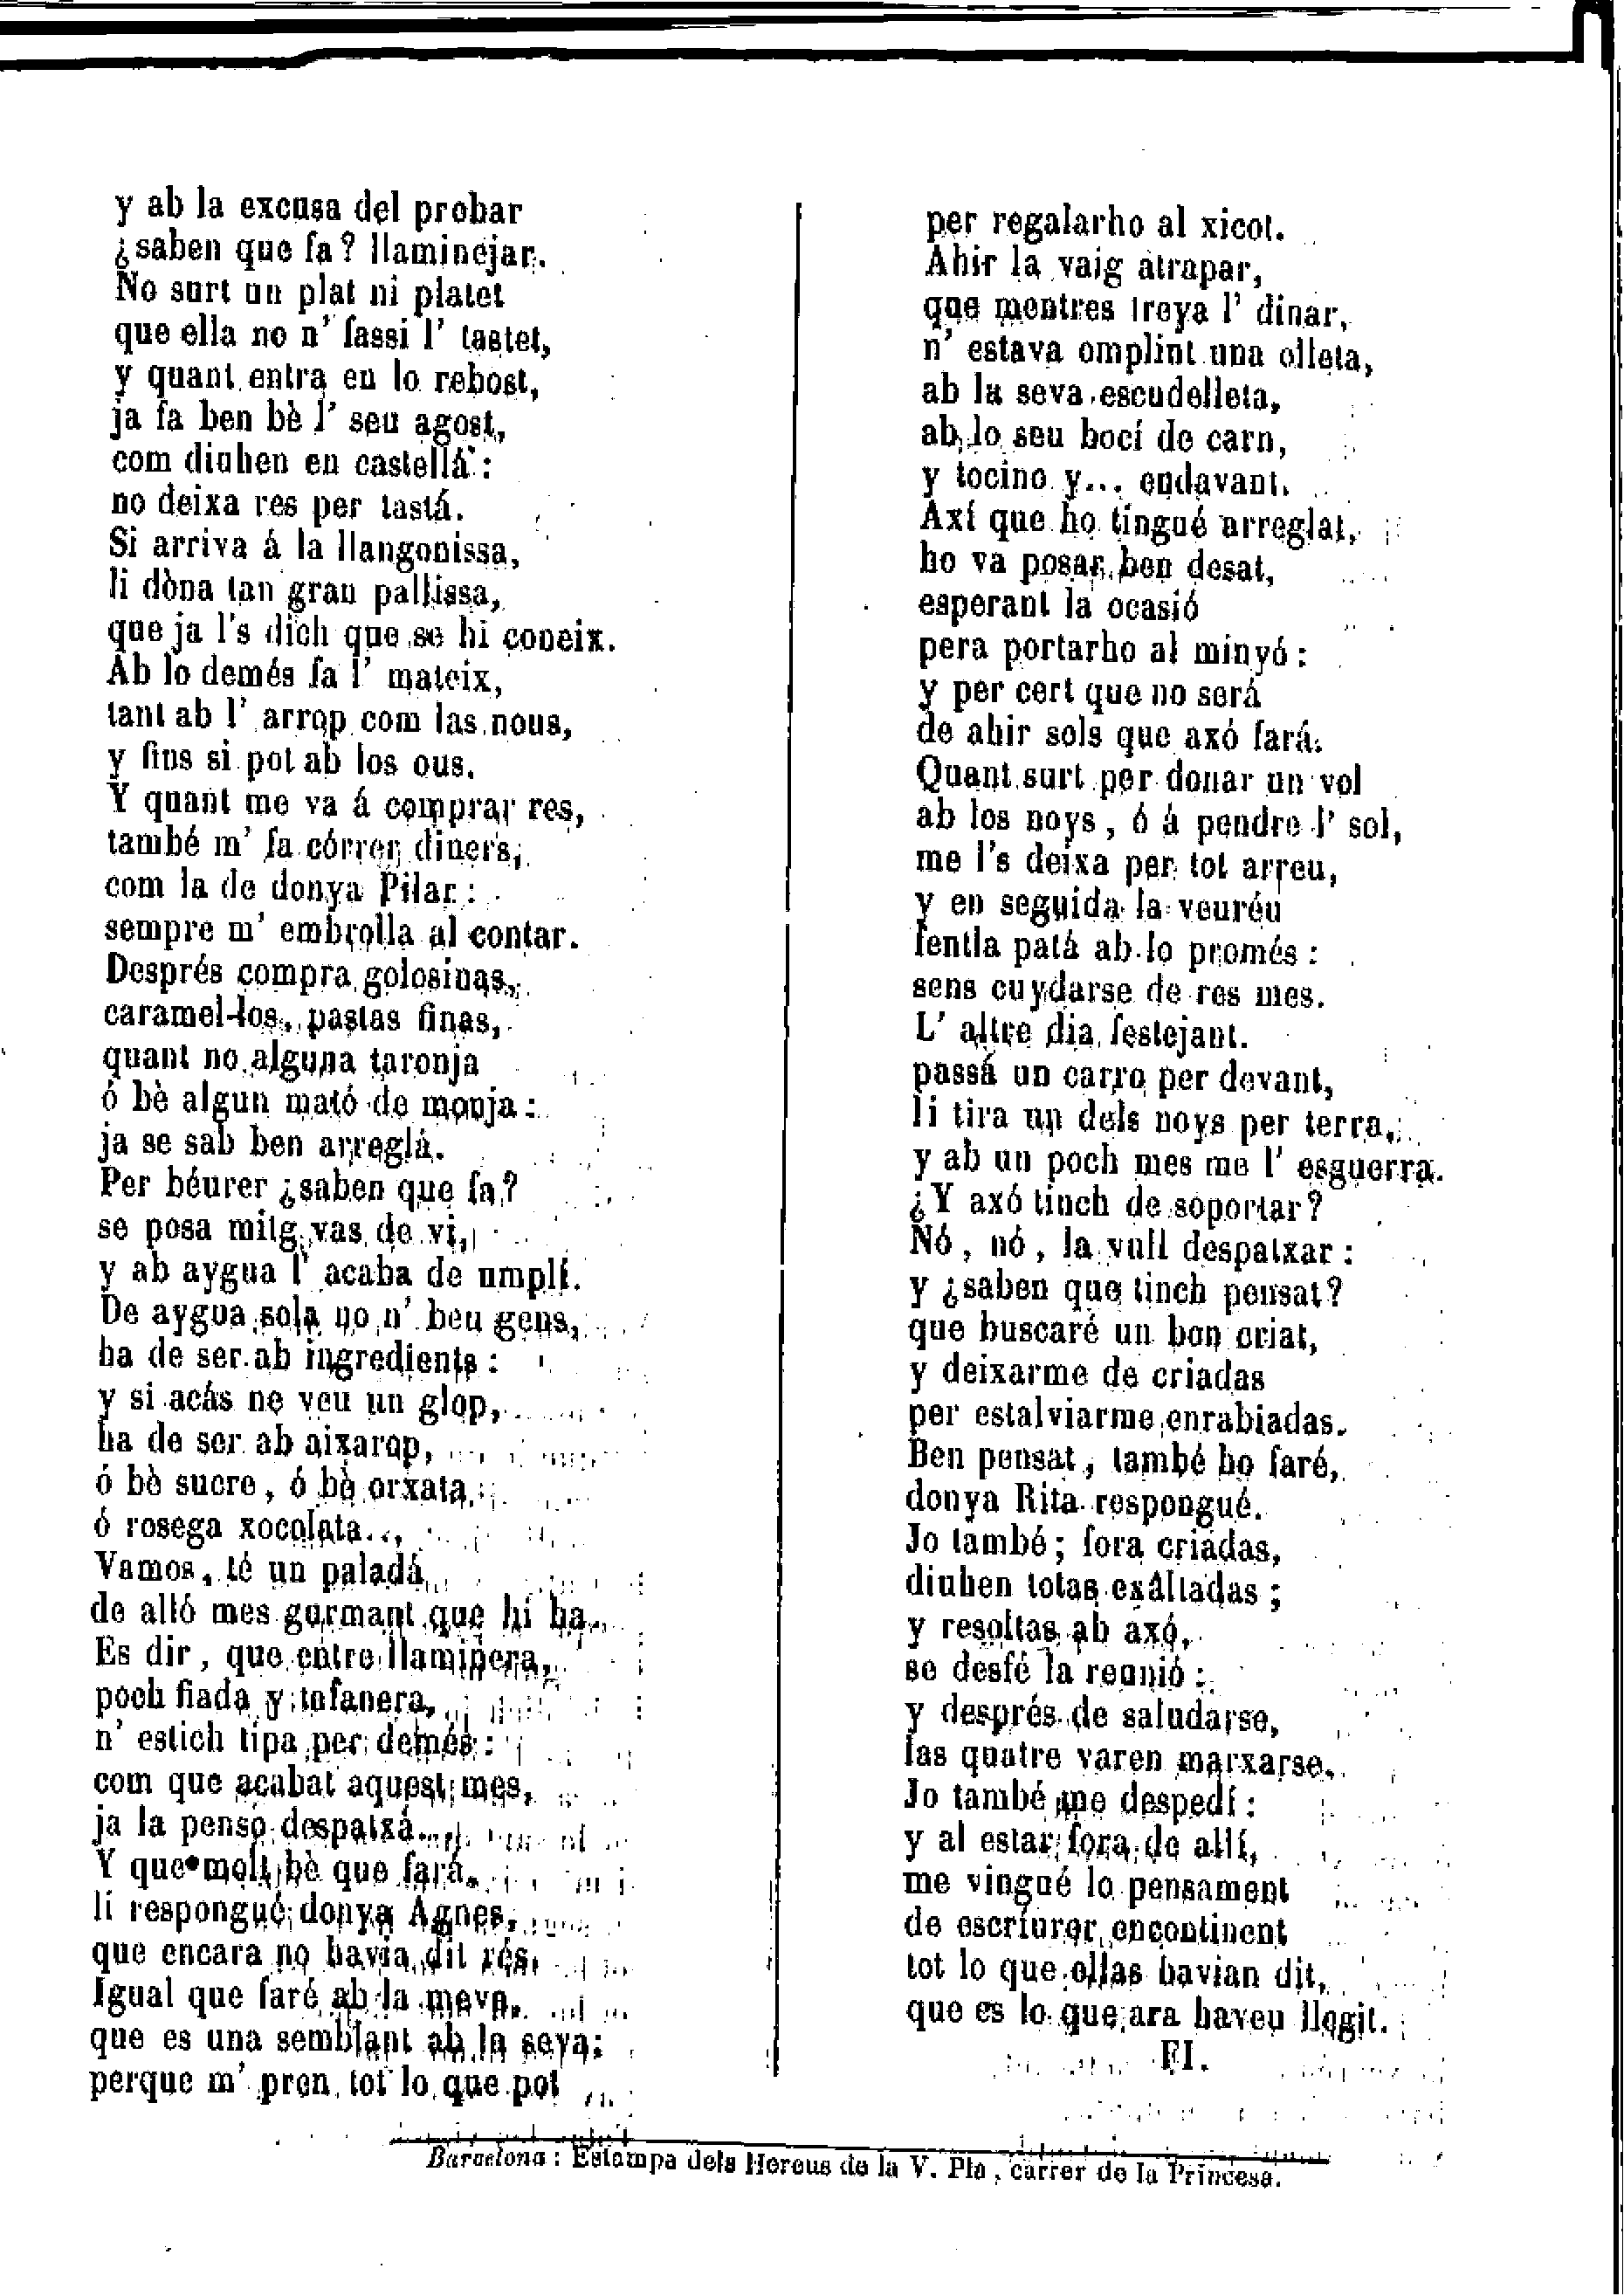 y ab la excusa del probar
¿saben que fa? llaminejar.
No surt un plat ni platet
que ella no n' fassi l' tastet,
y quant entra en lo rebost,
ja fa ben bè l' seu agost,
com diuhen en castellá:
no deixa res per tastá.
Si arriva á la llangonissa,
li dòna tan gran pallissa,
que ja l's dich que se hi coneix.
Ab lo demés fa l' mateix,
tant ab l' arrop com las nous,
y fins si pot ab los ous.
Y quant me va á comprar res,
també m' fa córrer diners,
com la de donya Pilar:
sempre m' embrolla al contar.
Després compra golosinas,
caramel-los, pastas finas,
quant no alguna taronja
ó bè algun mató de monja:
ja se sab ben arreglá.
Per béurer ¿saben que fa?
se posa mitg vas de vi,
y ab aygua l' acaba de umplí.
De aygua sola no n' beu gens,
ha de ser ab ingredients:
y si acás ne veu un glop,
ha de ser ab aixarop,
ó bè sucre, ó bè orxata,
ó rosega xocolata...
Vamos, té un paladá
de alló mes gurmant que hi ha.
Es dir, que entre llaminera,
poch fiada y tafanera,
n' estich tipa per demés:
com que acabat aquest mes,
ja la penso despatxá.
Y que molt bè que fará,
li respongué donya Agnes,
que encara no havia dit rés.
Igual que faré ab la meva,
que es una semblant ab la seva;
perque m' pren tot lo que pot
per regalarho al xicot.
Ahir la vaig atrapar,
que mentres treya l' dinar,
n' estava omplint una olleta,
ab la seva escudelleta,
ab lo seu bocí de carn,
y tocino y... endavant.
Axí que ho tingué arreglat,
ho va posar ben desat,
esperant la ocasió
pera portarho al minyó:
y per cert que no será
de ahir sols que axó fará.
Quant surt per donar un vol
ab los noys, ó á pendre l' sol,
me l's deixa per tot arreu,
y en seguida la veuréu
fentla patá ab lo promés:
sens cuydarse de res mes.
L' altre dia festejant.
passá un carro per devant,
li tira un dels noys per terra,
y ab un poch mes me l' esguerra.
¿Y axó tinch de soportar?
Nó, nó, la vull despatxar:
y ¿saben que tinch pensat?
que buscaré un bon criat,
y deixarme de criadas
per estalviarme enrabiadas.
Ben pensat, també ho faré,
donya Rita respongué.
Jo també; fora criadas,
diuhen totas exâltadas;
y resoltas ab axó,
se desfé la reunió:
y després de saludarse,
las quatre varen marxarse.
Jo també me despedí:
y al estar fora de allí,
me vingué lo pensament
de escríurer encontinent
tot lo que ellas havian dit,
que es lo que ara haveu llegit.
FI.
Barcelona: Estampa dels Hereus de la V. Pla, carrer de la Princesa.